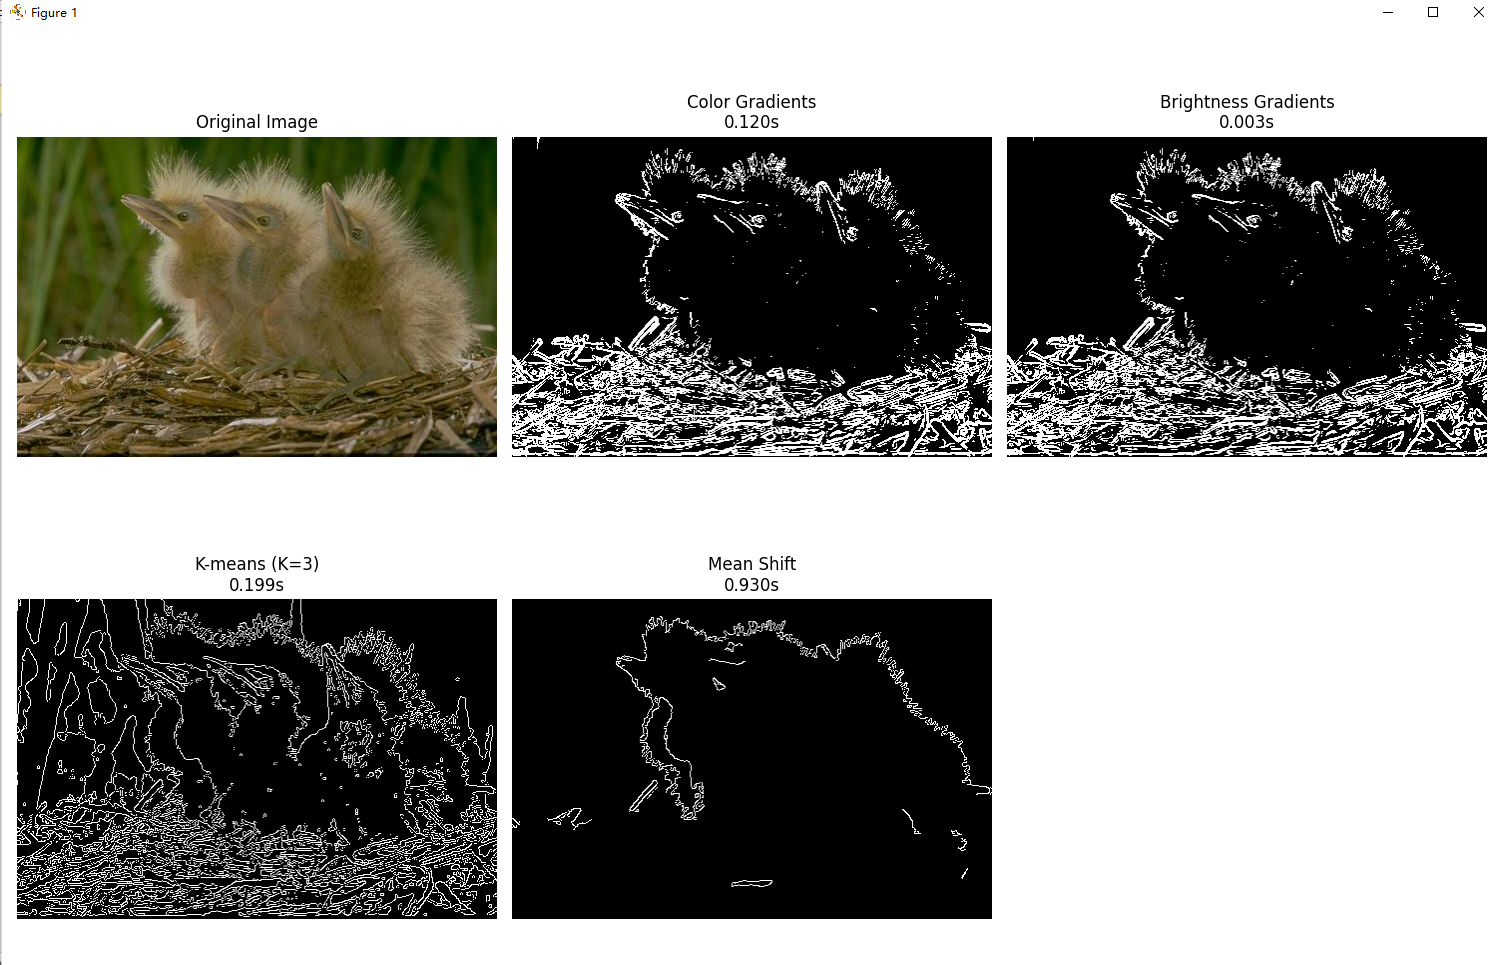 Figure 1
Original Image
Color Gradients
0.120s
Brightness Gradients
0.003s
K-means (K=3)
0.199s
Mean Shift
0.930s